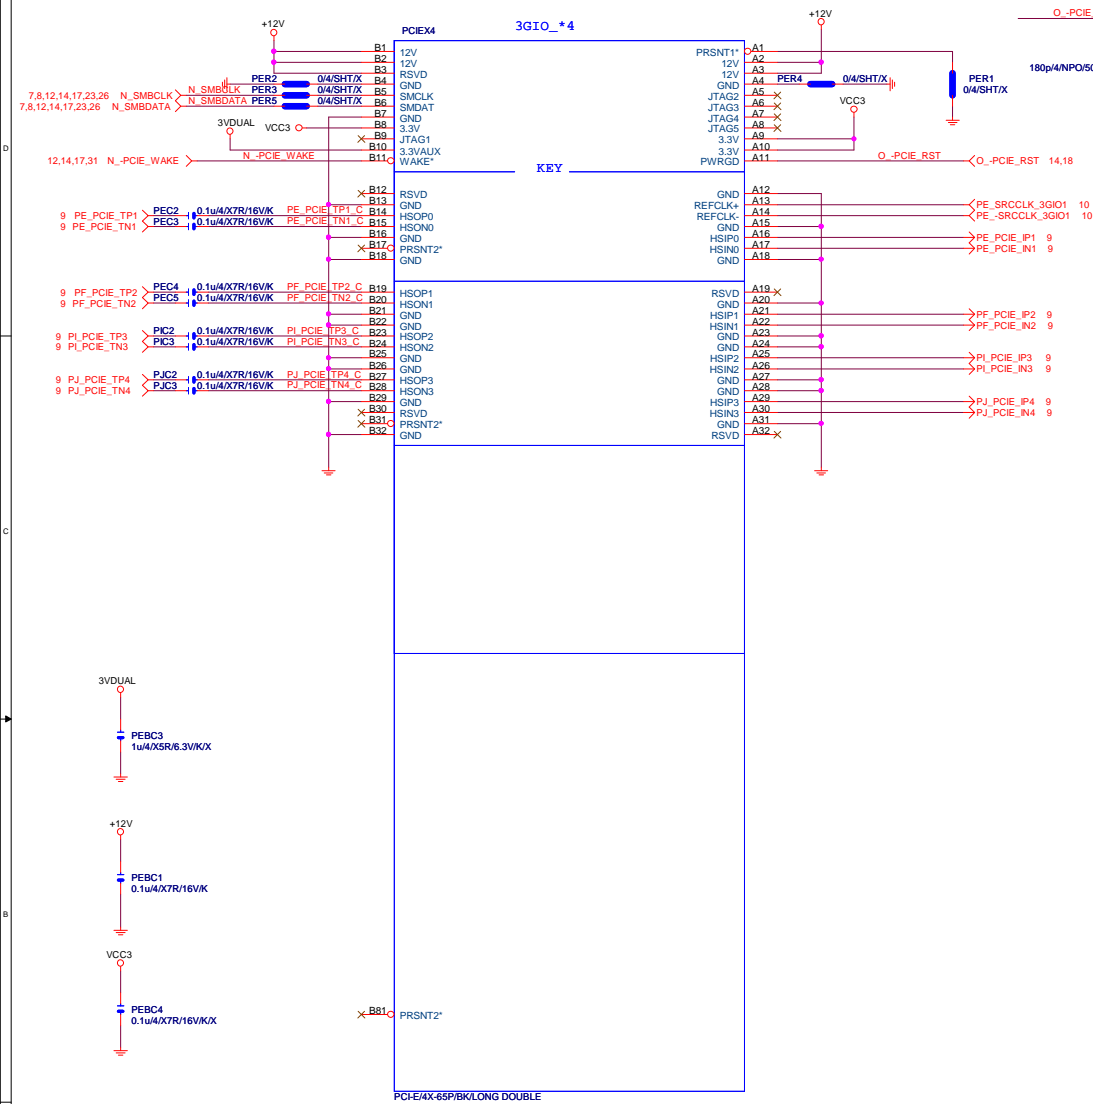 O_-PCIE_
+12V
3GIO_*4
+12V
PCIEX4
180p/4/NPO/50
B1 12V
B2 12V
B3 RSVD
PER2 0/4/SHT/X B4 GND
7,8,12,14,17,23,26 N_SMBCLK N_SMBCLK PER3 0/4/SHT/X B5 SMCLK
7,8,12,14,17,23,26 N_SMBDATA N_SMBDATA PER5 0/4/SHT/X B6 SMDAT
B7 GND
3VDUAL VCC3 B8 3.3V
B9 JTAG1
B10 3.3VAUX
12,14,17,31 N_-PCIE_WAKE N_-PCIE_WAKE B11 WAKE*
PRSNT1* A1
12V A2
12V A3
GND A4 PER4 0/4/SHT/X
PER1
0/4/SHT/X
JTAG2 A5
JTAG3 A6
JTAG4 A7
JTAG5 A8
VCC3
3.3V A9
3.3V A10
PWRGD A11 O_-PCIE_RST O_-PCIE_RST 14,18
KEY
B12 RSVD
B13 GND
9 PE_PCIE_TP1 PEC2 0.1u/4/X7R/16V/K PE_PCIE_TP1_C B14 HSOP0
9 PE_PCIE_TN1 PEC3 0.1u/4/X7R/16V/K PE_PCIE_TN1_C B15 HSON0
B16 GND
B17 PRSNT2*
B18 GND
GND A12
REFCLK+ A13 PE_SRCCLK_3GIO1 10
REFCLK- A14 PE_-SRCCLK_3GIO1 10
GND A15
HSIP0 A16 PE_PCIE_IP1 9
HSIN0 A17 PE_PCIE_IN1 9
GND A18
9 PF_PCIE_TP2 PEC4 0.1u/4/X7R/16V/K PF_PCIE_TP2_C B19 HSOP1
9 PF_PCIE_TN2 PEC5 0.1u/4/X7R/16V/K PF_PCIE_TN2_C B20 HSON1
B21 GND
B22 GND
9 PI_PCIE_TP3 PIC2 0.1u/4/X7R/16V/K PI_PCIE_TP3_C B23 HSOP2
9 PI_PCIE_TN3 PIC3 0.1u/4/X7R/16V/K PI_PCIE_TN3_C B24 HSON2
B25 GND
B26 GND
9 PJ_PCIE_TP4 PJC2 0.1u/4/X7R/16V/K PJ_PCIE_TP4_C B27 HSOP3
9 PJ_PCIE_TN4 PJC3 0.1u/4/X7R/16V/K PJ_PCIE_TN4_C B28 HSON3
B29 GND
B30 RSVD
B31 PRSNT2*
B32 GND
RSVD A19
GND A20
HSIP1 A21 PF_PCIE_IP2 9
HSIN1 A22 PF_PCIE_IN2 9
GND A23
GND A24
HSIP2 A25 PI_PCIE_IP3 9
HSIN2 A26 PI_PCIE_IN3 9
GND A27
GND A28
HSIP3 A29 PJ_PCIE_IP4 9
HSIN3 A30 PJ_PCIE_IN4 9
GND A31
RSVD A32
D
C
B
3VDUAL
PEBC3
1u/4/X5R/6.3V/K/X
+12V
PEBC1
0.1u/4/X7R/16V/K
VCC3
PEBC4
0.1u/4/X7R/16V/K/X
B81 PRSNT2*
PCI-E/4X-65P/BK/LONG DOUBLE